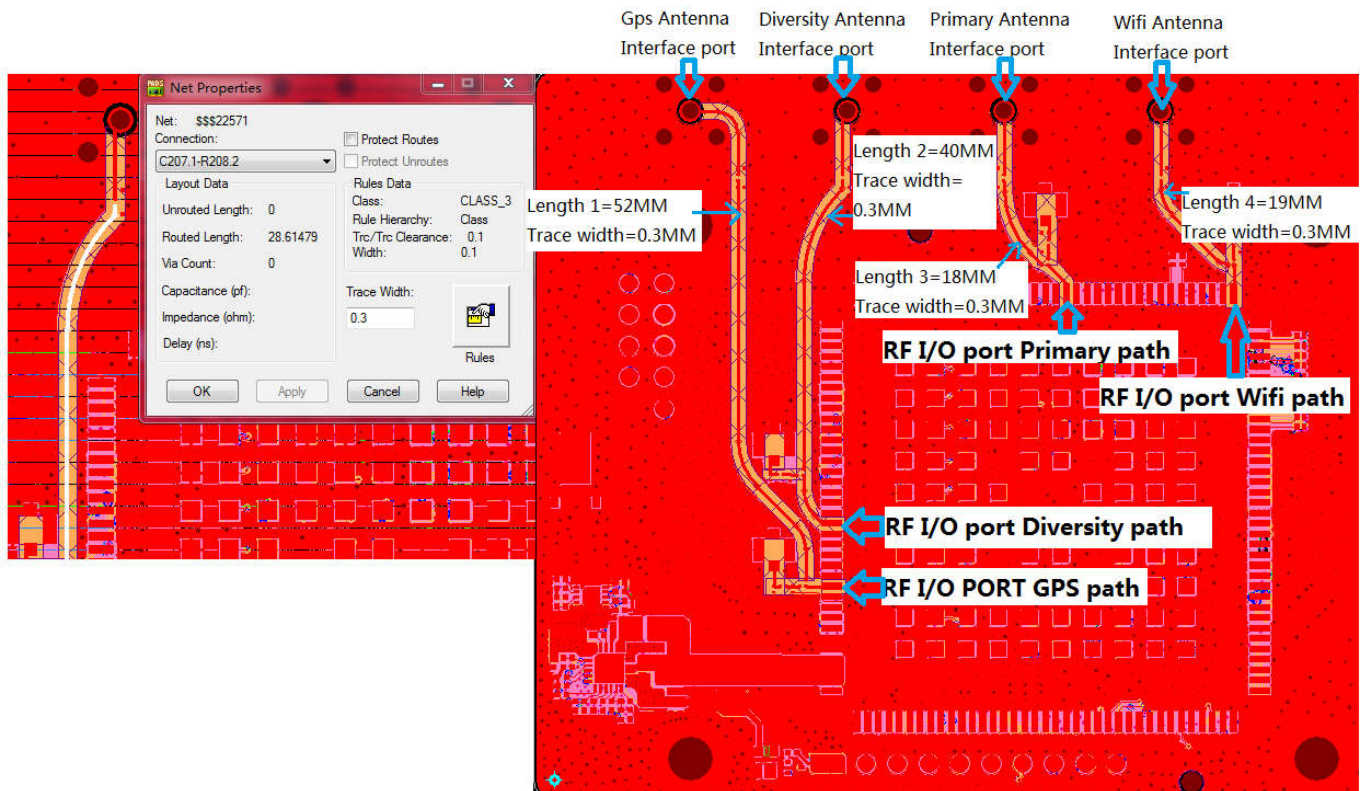 Gps Antenna
Interface port
Diversity Antenna
Interface port
Primary Antenna
Interface port
Wifi Antenna
Interface port
PADS
Net Properties
Net: $$$22571
Connection:
C207.1-R208.2
Protect Routes
Protect Unroutes
Layout Data
Unrouted Length: 0
Routed Length: 28.61479
Via Count: 0
Capacitance (pf):
Impedance (ohm):
Delay (ns):
Rules Data
Class: CLASS_3
Rule Hierarchy: Class
Trc/Trc Clearance: 0.1
Width: 0.1
Trace Width:
0.3
Rules
OK
Apply
Cancel
Help
Length 1=52MM
Trace width=0.3MM
Length 2=40MM
Trace width=
0.3MM
Length 3=18MM
Trace width=0.3MM
Length 4=19MM
Trace width=0.3MM
RF I/O port Primary path
RF I/O port Wifi path
RF I/O port Diversity path
RF I/O PORT GPS path